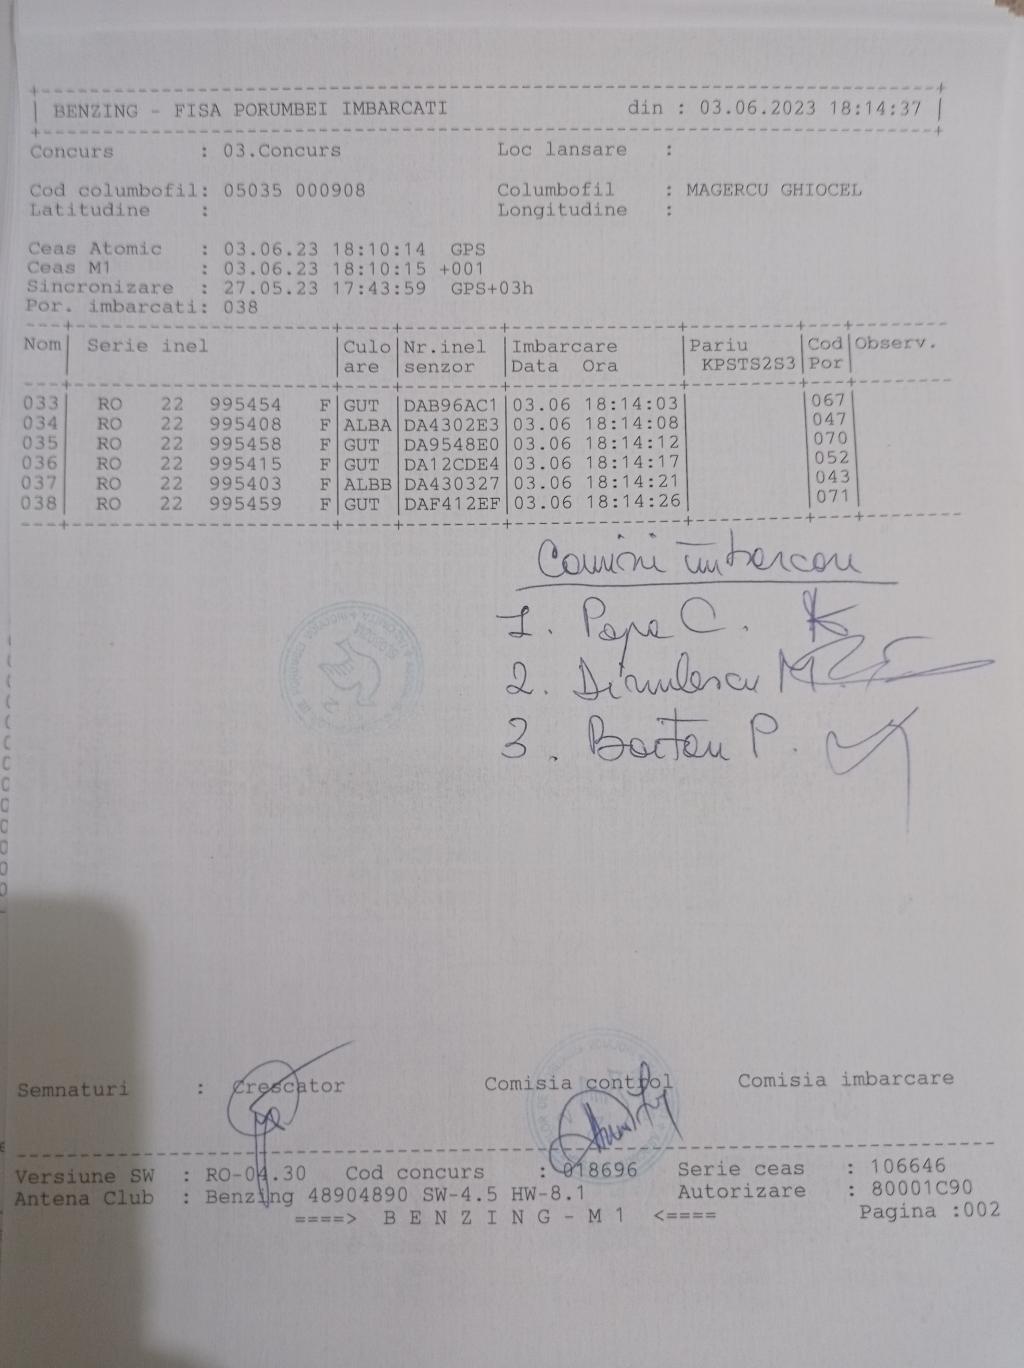 BENZING - FISA PORUMBEI IMBARCATI din : 03.06.2023 18:14:37
Concurs : 03.Concurs Loc lansare :
Cod columbofil: 05035 000908 Columbofil : MAGERCU GHIOCEL
Latitudine : Longitudine :
Ceas Atomic : 03.06.23 18:10:14 GPS
Ceas M1 : 03.06.23 18:10:15 +001
Sincronizare : 27.05.23 17:43:59 GPS+03h
Por. imbarcati: 038
Nom| Serie inel |Culo|Nr.inel |Imbarcare |Pariu |Cod|Observ.
| |are |senzor |Data Ora | KPSTS2S3|Por|
033| RO 22 995454 F|GUT |DAB96AC1|03.06 18:14:03| |067|
034| RO 22 995408 F|ALBA|DA4302E3|03.06 18:14:08| |047|
035| RO 22 995458 F|GUT |DA9548E0|03.06 18:14:12| |070|
036| RO 22 995415 F|GUT |DA12CDE4|03.06 18:14:17| |052|
037| RO 22 995403 F|ALBB|DA430327|03.06 18:14:21| |043|
038| RO 22 995459 F|GUT |DAF412EF|03.06 18:14:26| |071|
1. Popa C.
2. Dimulescu M
3. Boitan P.
Semnaturi : Crescator Comisia control Comisia imbarcare
Versiune SW : RO-04.30 Cod concurs : 018696 Serie ceas : 106646
Antena Club : Benzing 48904890 SW-4.5 HW-8.1 Autorizare : 80001C90
====> B E N Z I N G - M 1 <==== Pagina :002